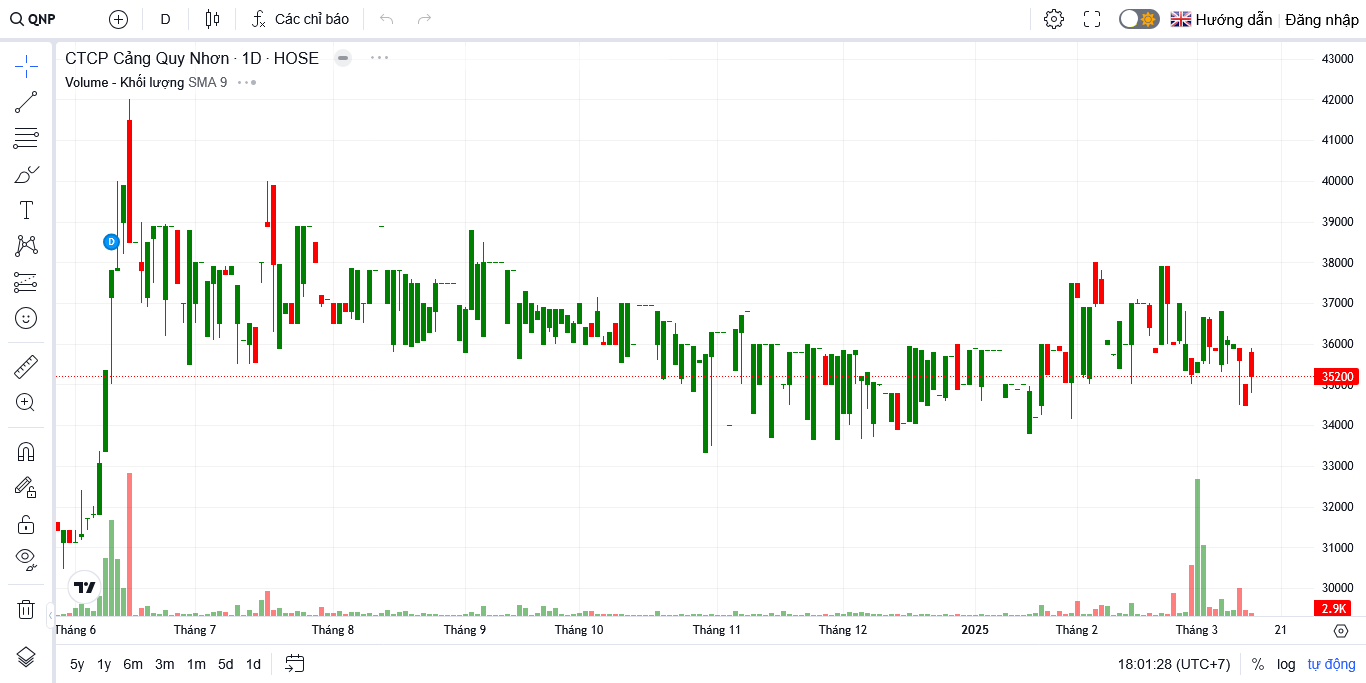 QNP D Các chỉ báo Hướng dẫn Đăng nhập
CTCP Cảng Quy Nhơn · 1D · HOSE
Volume - Khối lượng SMA 9
D
43000
42000
41000
40000
39000
38000
37000
36000
35200
35000
34000
33000
32000
31000
30000
2.9K
Tháng 6 Tháng 7 Tháng 8 Tháng 9 Tháng 10 Tháng 11 Tháng 12 2025 Tháng 2 Tháng 3 21
5y 1y 6m 3m 1m 5d 1d 18:01:28 (UTC+7) % log tự động